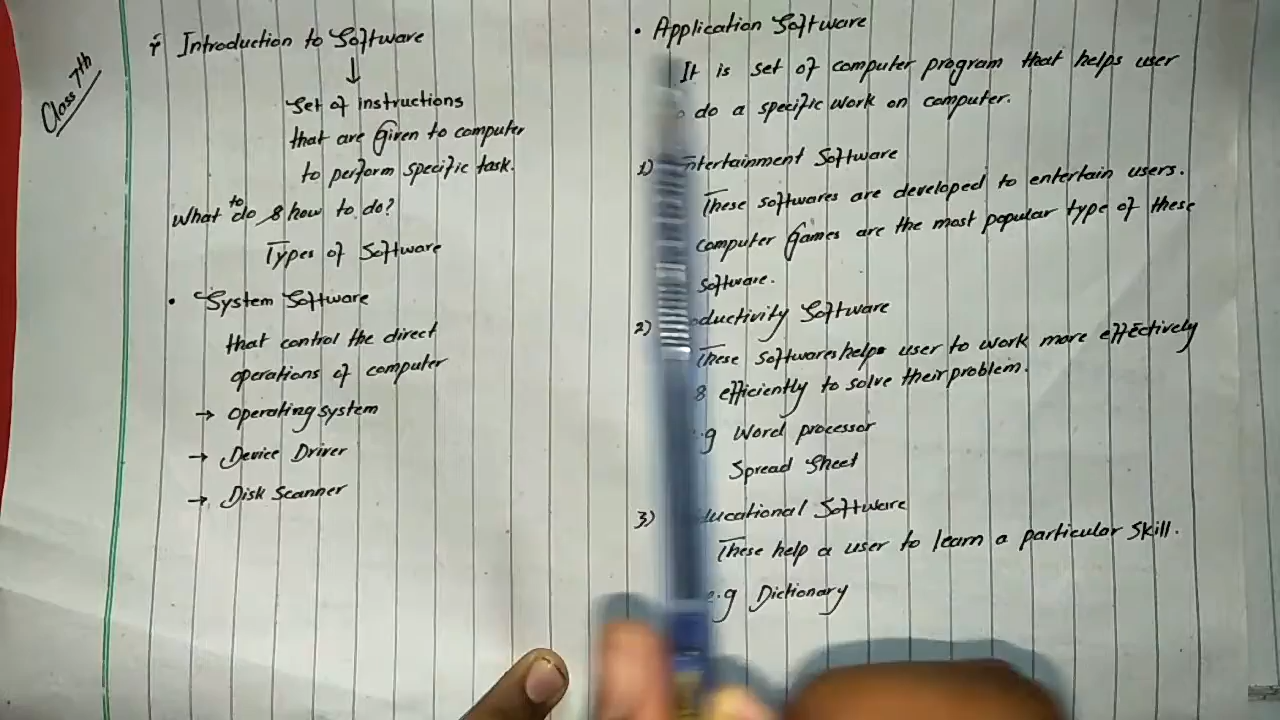 Class 7th
Introduction to Software
↓
Set of instructions
that are given to computer
to perform specific task.
What to do & how to do?
Types of Software
• System Software
that control the direct
operations of computer
→ Operating system
→ Device Driver
→ Disk Scanner
• Application Software
It is set of computer program that helps user
do a specific work on computer.
1) ntertainment Software
These softwares are developed to entertain users.
computer Games are the most popular type of these
software.
2) ductivity Software
These Softwares help user to work more effectively
& efficiently to solve their problem.
.g Word processor
Spread Sheet
3) ducational Software
These help a user to learn a particular skill.
e.g Dictionary